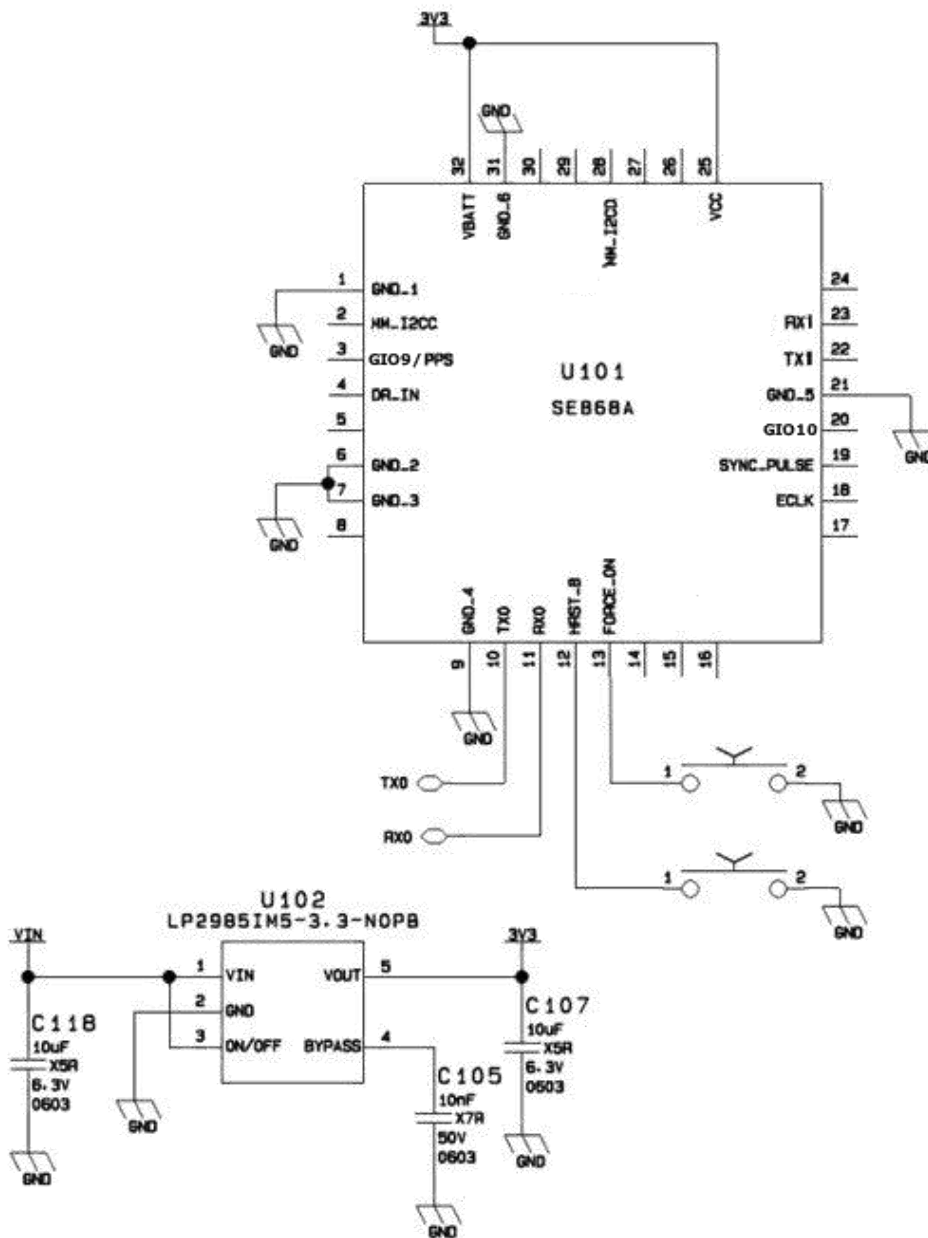 3V3
GND
32 31 30 29 28 27 26 25
VBATT GND_6 MM_I2CD VCC
1 GND_1 24
GND
2 MM_I2CC RX1 23
3 GIO9/PPS TX1 22
U101
4 DR_IN GND_5 21
SEB68A
5 GIO10 20
GND
6 GND_2 SYNC_PULSE 19
7 GND_3 ECLK 18
GND
8 17
GND_4 TX0 RX0 HRST_B FORCE_ON
9 10 11 12 13 14 15 16
GND
TX0 1 2
GND
RX0
1 2
GND
U102
LP2985IM5-3.3-NOPB
VIN 3V3
1 VIN VOUT 5
2 GND
C118 C107
10uF 3 ON/OFF BYPASS 4 10uF
X5R X5R
6.3V C105 6.3V
0603 10nF 0603
GND X7R
50V GND
0603
GND
GND